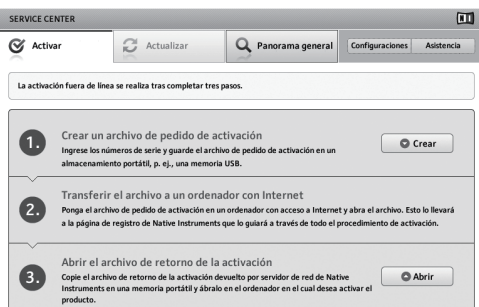 SERVICE CENTER
Activar
Actualizar
Panorama general
Configuraciones
Asistencia
La activación fuera de línea se realiza tras completar tres pasos.
1.
Crear un archivo de pedido de activación
Ingrese los números de serie y guarde el archivo de pedido de activación en un
almacenamiento portátil, p. ej., una memoria USB.
Crear
2.
Transferir el archivo a un ordenador con Internet
Ponga el archivo de pedido de activación en un ordenador con acceso a Internet y abra el archivo. Esto lo llevará
a la página de registro de Native Instruments que lo guiará a través de todo el procedimiento de activación.
3.
Abrir el archivo de retorno de la activación
Copie el archivo de retorno de la activación devuelto por servidor de red de Native
Instruments en una memoria portátil y ábralo en el ordenador en el cual desea activar el
producto.
Abrir